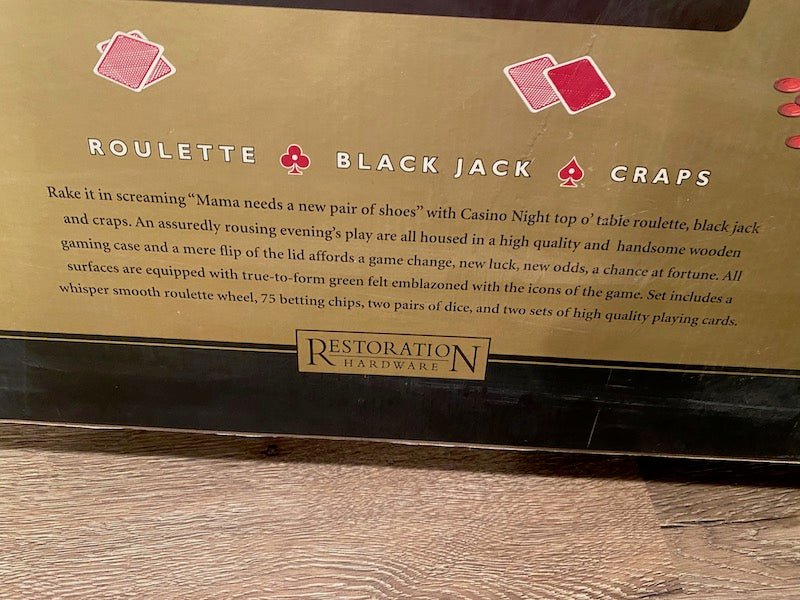 ROULETTE BLACK JACK CRAPS
Rake it in screaming “Mama needs a new pair of shoes” with Casino Night top o’ table roulette, black jack
and craps. An assuredly rousing evening’s play are all housed in a high quality and handsome wooden
gaming case and a mere flip of the lid affords a game change, new luck, new odds, a chance at fortune. All
surfaces are equipped with true-to-form green felt emblazoned with the icons of the game. Set includes a
whisper smooth roulette wheel, 75 betting chips, two pairs of dice, and two sets of high quality playing cards.
RESTORATION
HARDWARE